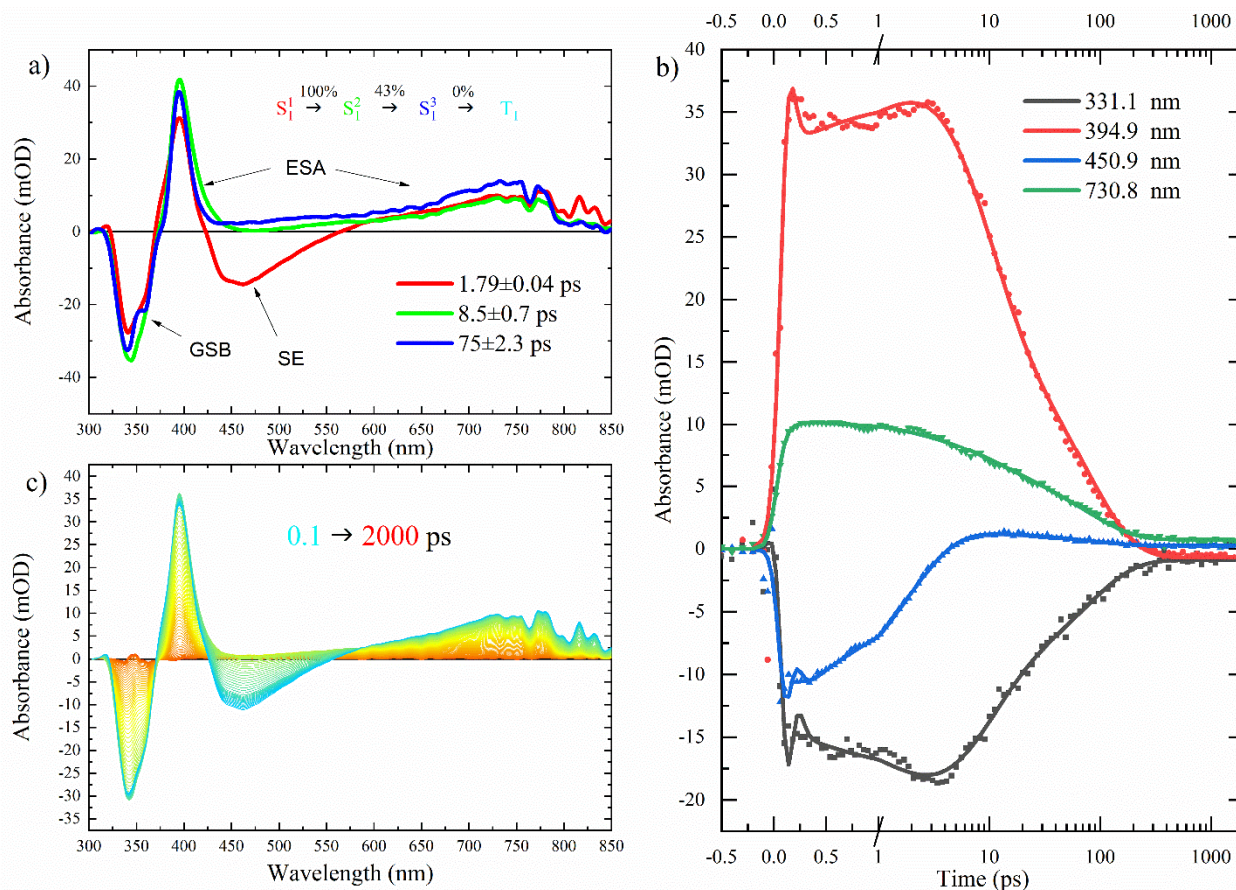 a)
Absorbance (mOD)
40
20
0
-20
-40
100% 43% 0%
S₁¹ → S₁² → S₁³ → T₁
ESA
GSB
SE
1.79±0.04 ps
8.5±0.7 ps
75±2.3 ps
300 350 400 450 500 550 600 650 700 750 800 850
Wavelength (nm)
c)
Absorbance (mOD)
35
30
25
20
15
10
5
0
-5
-10
-15
-20
-25
-30
-35
0.1 → 2000 ps
300 350 400 450 500 550 600 650 700 750 800 850
Wavelength (nm)
-0.5 0.0 0.5 1 10 100 1000
b)
Absorbance (mOD)
40
35
30
25
20
15
10
5
0
-5
-10
-15
-20
331.1 nm
394.9 nm
450.9 nm
730.8 nm
-0.5 0.0 0.5 1 10 100 1000
Time (ps)